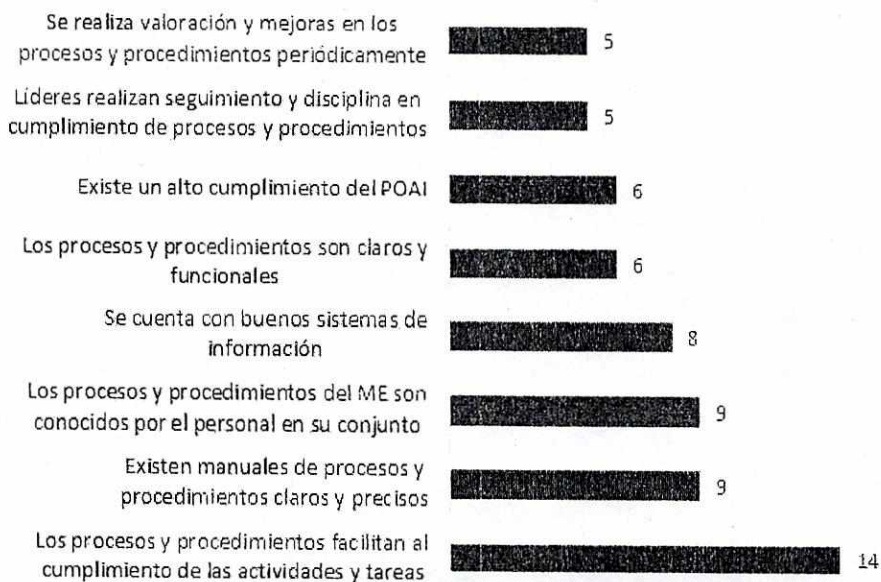 Se realiza valoración y mejoras en los
procesos y procedimientos periódicamente
5
Líderes realizan seguimiento y disciplina en
cumplimiento de procesos y procedimientos
5
Existe un alto cumplimiento del POAI
6
Los procesos y procedimientos son claros y
funcionales
6
Se cuenta con buenos sistemas de
información
8
Los procesos y procedimientos del ME son
conocidos por el personal en su conjunto
9
Existen manuales de procesos y
procedimientos claros y precisos
9
Los procesos y procedimientos facilitan al
cumplimiento de las actividades y tareas
14